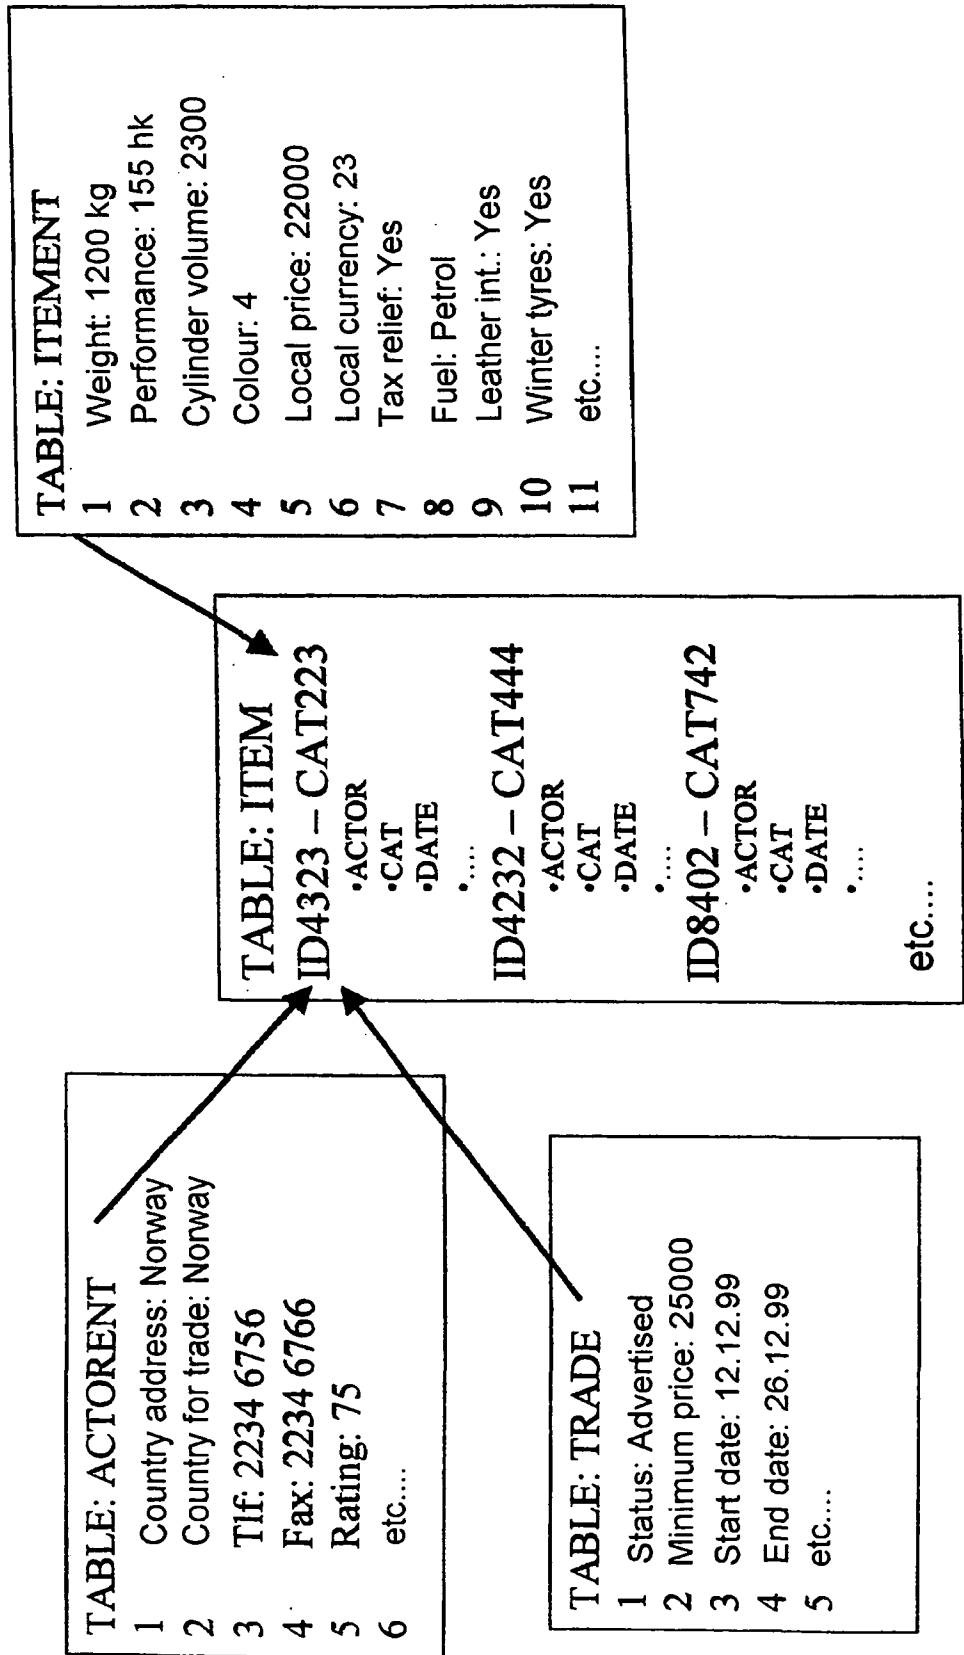 TABLE: ACTORENT
1 Country address: Norway
2 Country for trade: Norway
3 Tlf: 2234 6756
4 Fax: 2234 6766
5 Rating: 75
6 etc....
TABLE: TRADE
1 Status: Advertised
2 Minimum price: 25000
3 Start date: 12.12.99
4 End date: 26.12.99
5 etc....
TABLE: ITEM
ID4323 – CAT223
•ACTOR
•CAT
•DATE
•....
ID4232 – CAT444
•ACTOR
•CAT
•DATE
•....
ID8402 – CAT742
•ACTOR
•CAT
•DATE
•....
etc....
TABLE: ITEMENT
1 Weight: 1200 kg
2 Performance: 155 hk
3 Cylinder volume: 2300
4 Colour: 4
5 Local price: 22000
6 Local currency: 23
7 Tax relief: Yes
8 Fuel: Petrol
9 Leather int.: Yes
10 Winter tyres: Yes
11 etc....